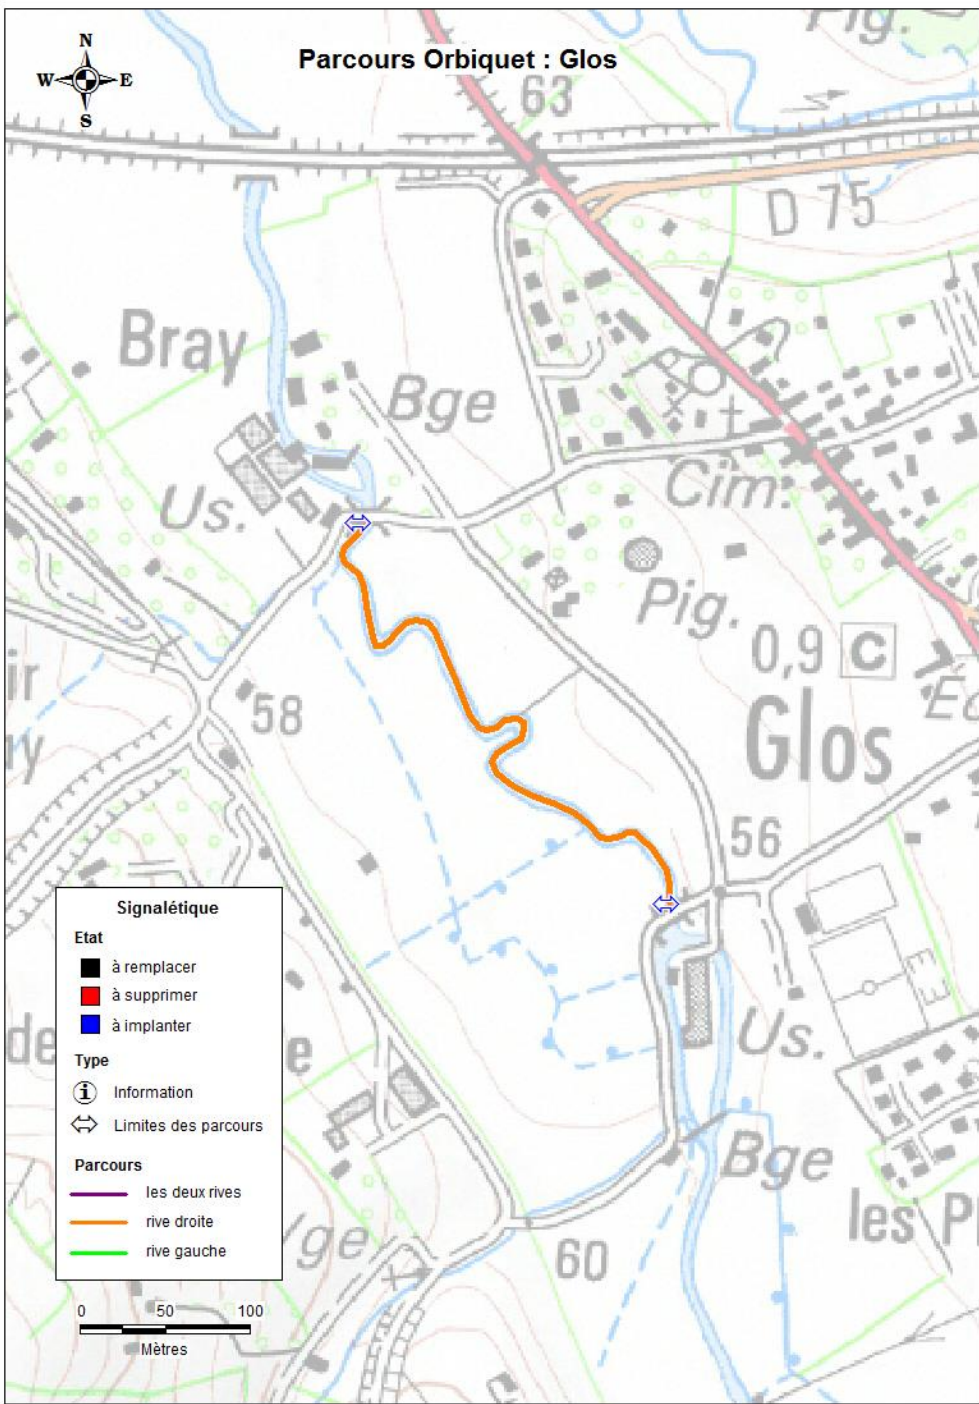 N
Parcours Orbiquet : Glos
W E
S
Pig.
63
D 75
Bray
Bge
Us.
Cim.
Pig.
0,9 C
58
Glos
56
Signalétique
Etat
à remplacer
à supprimer
à implanter
Us.
Type
i Information
Limites des parcours
Bge
Parcours
les deux rives
rive droite
rive gauche
les
60
0 50 100
Mètres